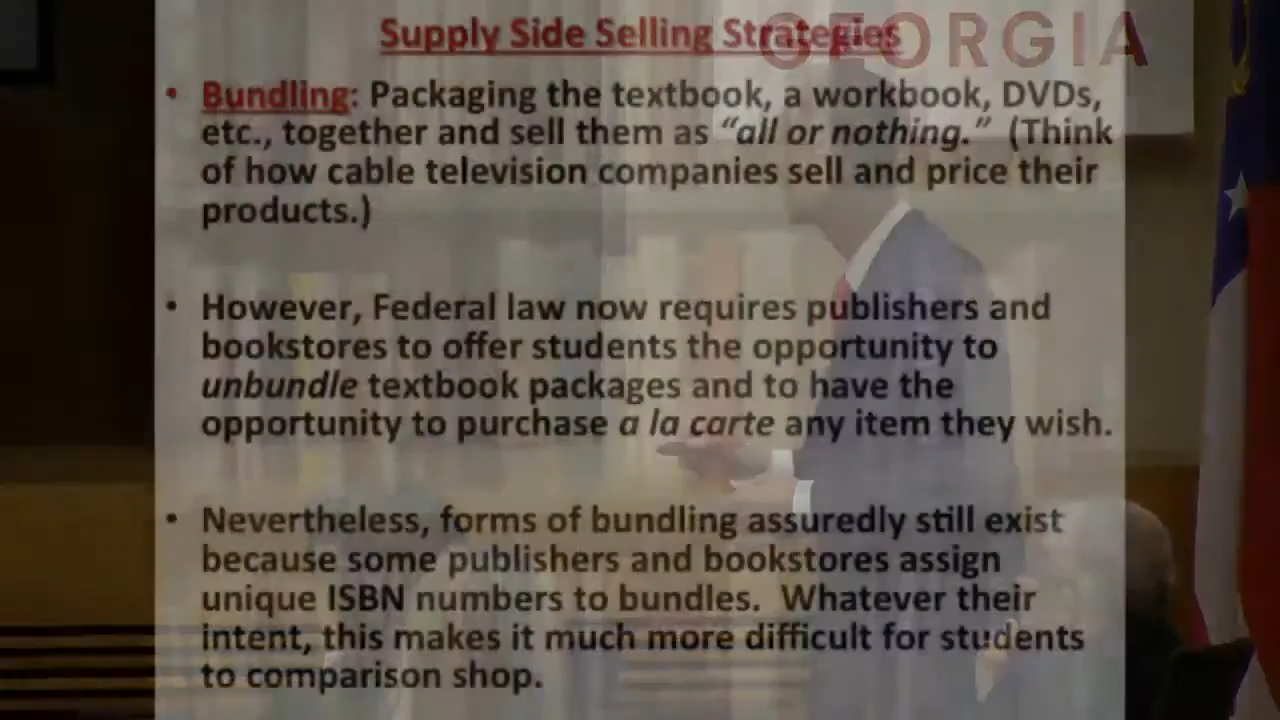 Supply Side Selling Strategies
GEORGIA
• Bundling: Packaging the textbook, a workbook, DVDs,
etc., together and sell them as “all or nothing.” (Think
of how cable television companies sell and price their
products.)
• However, Federal law now requires publishers and
bookstores to offer students the opportunity to
unbundle textbook packages and to have the
opportunity to purchase a la carte any item they wish.
• Nevertheless, forms of bundling assuredly still exist
because some publishers and bookstores assign
unique ISBN numbers to bundles. Whatever their
intent, this makes it much more difficult for students
to comparison shop.